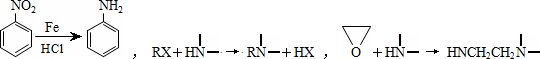 NO₂ Fe/HCl → NH₂ , RX + HN— → RN— + HX , O + HN— → HNCH₂CH₂N—